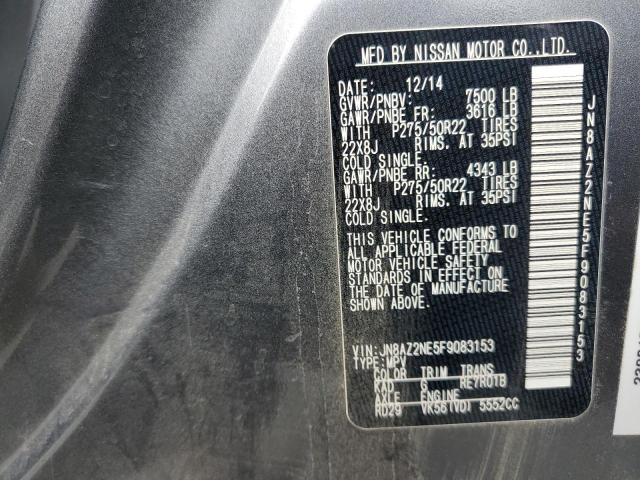 MFD BY NISSAN MOTOR CO.,LTD.
DATE: 12/14
GVWR/PNBV: 7500 LB
GAWR/PNBE FR: 3616 LB
WITH P275/50R22 TIRES
22X8J RIMS. AT 35PSI
COLD SINGLE.
GAWR/PNBE RR: 4343 LB
WITH P275/50R22 TIRES
22X8J RIMS. AT 35PSI
COLD SINGLE.
THIS VEHICLE CONFORMS TO
ALL APPLICABLE FEDERAL
MOTOR VEHICLE SAFETY
STANDARDS IN EFFECT ON
THE DATE OF MANUFACTURE
SHOWN ABOVE.
VIN:JN8AZ2NE5F9083153
TYPE:MPV
COLOR TRIM TRANS
KAD G RE7R01B
AXLE ENGINE
RD29 VK56(VD) 5552CC
JN8AZ2NE5F9083153